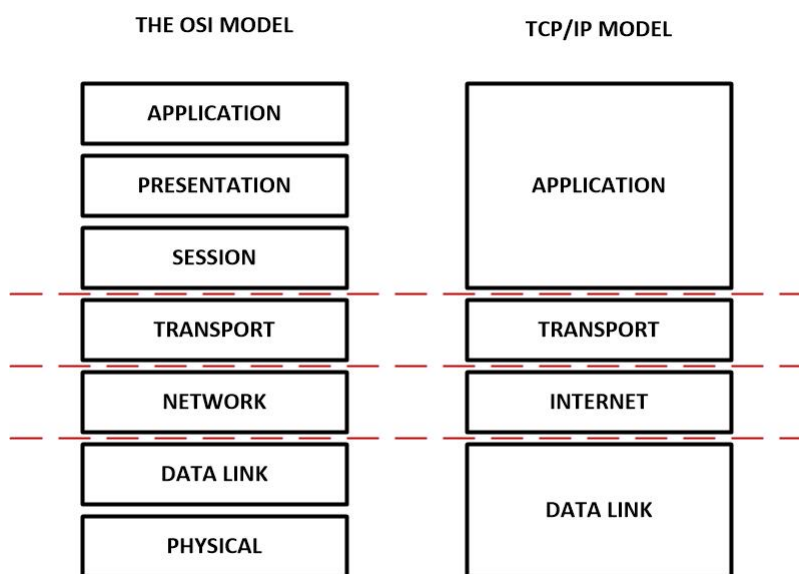 THE OSI MODEL
TCP/IP MODEL
APPLICATION
PRESENTATION
SESSION
TRANSPORT
NETWORK
DATA LINK
PHYSICAL
APPLICATION
TRANSPORT
INTERNET
DATA LINK